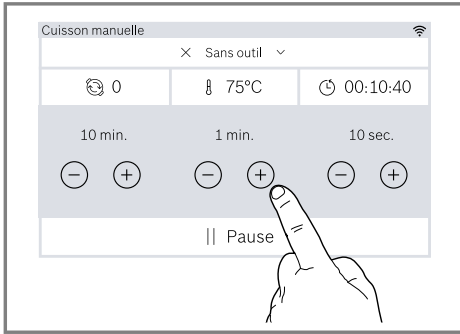 Cuisson manuelle
× Sans outil
0 75°C 00:10:40
10 min. 1 min. 10 sec.
− + − + − +
|| Pause